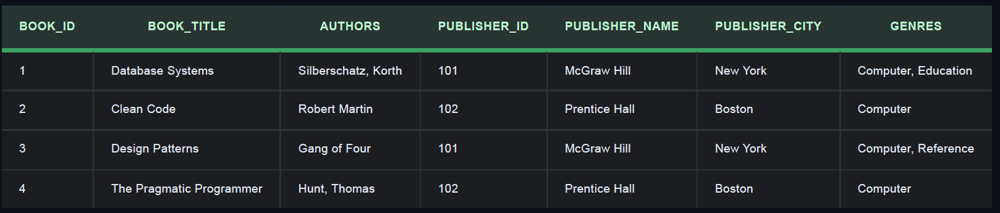 BOOK_ID BOOK_TITLE AUTHORS PUBLISHER_ID PUBLISHER_NAME PUBLISHER_CITY GENRES
1 Database Systems Silberschatz, Korth 101 McGraw Hill New York Computer, Education
2 Clean Code Robert Martin 102 Prentice Hall Boston Computer
3 Design Patterns Gang of Four 101 McGraw Hill New York Computer, Reference
4 The Pragmatic Programmer Hunt, Thomas 102 Prentice Hall Boston Computer